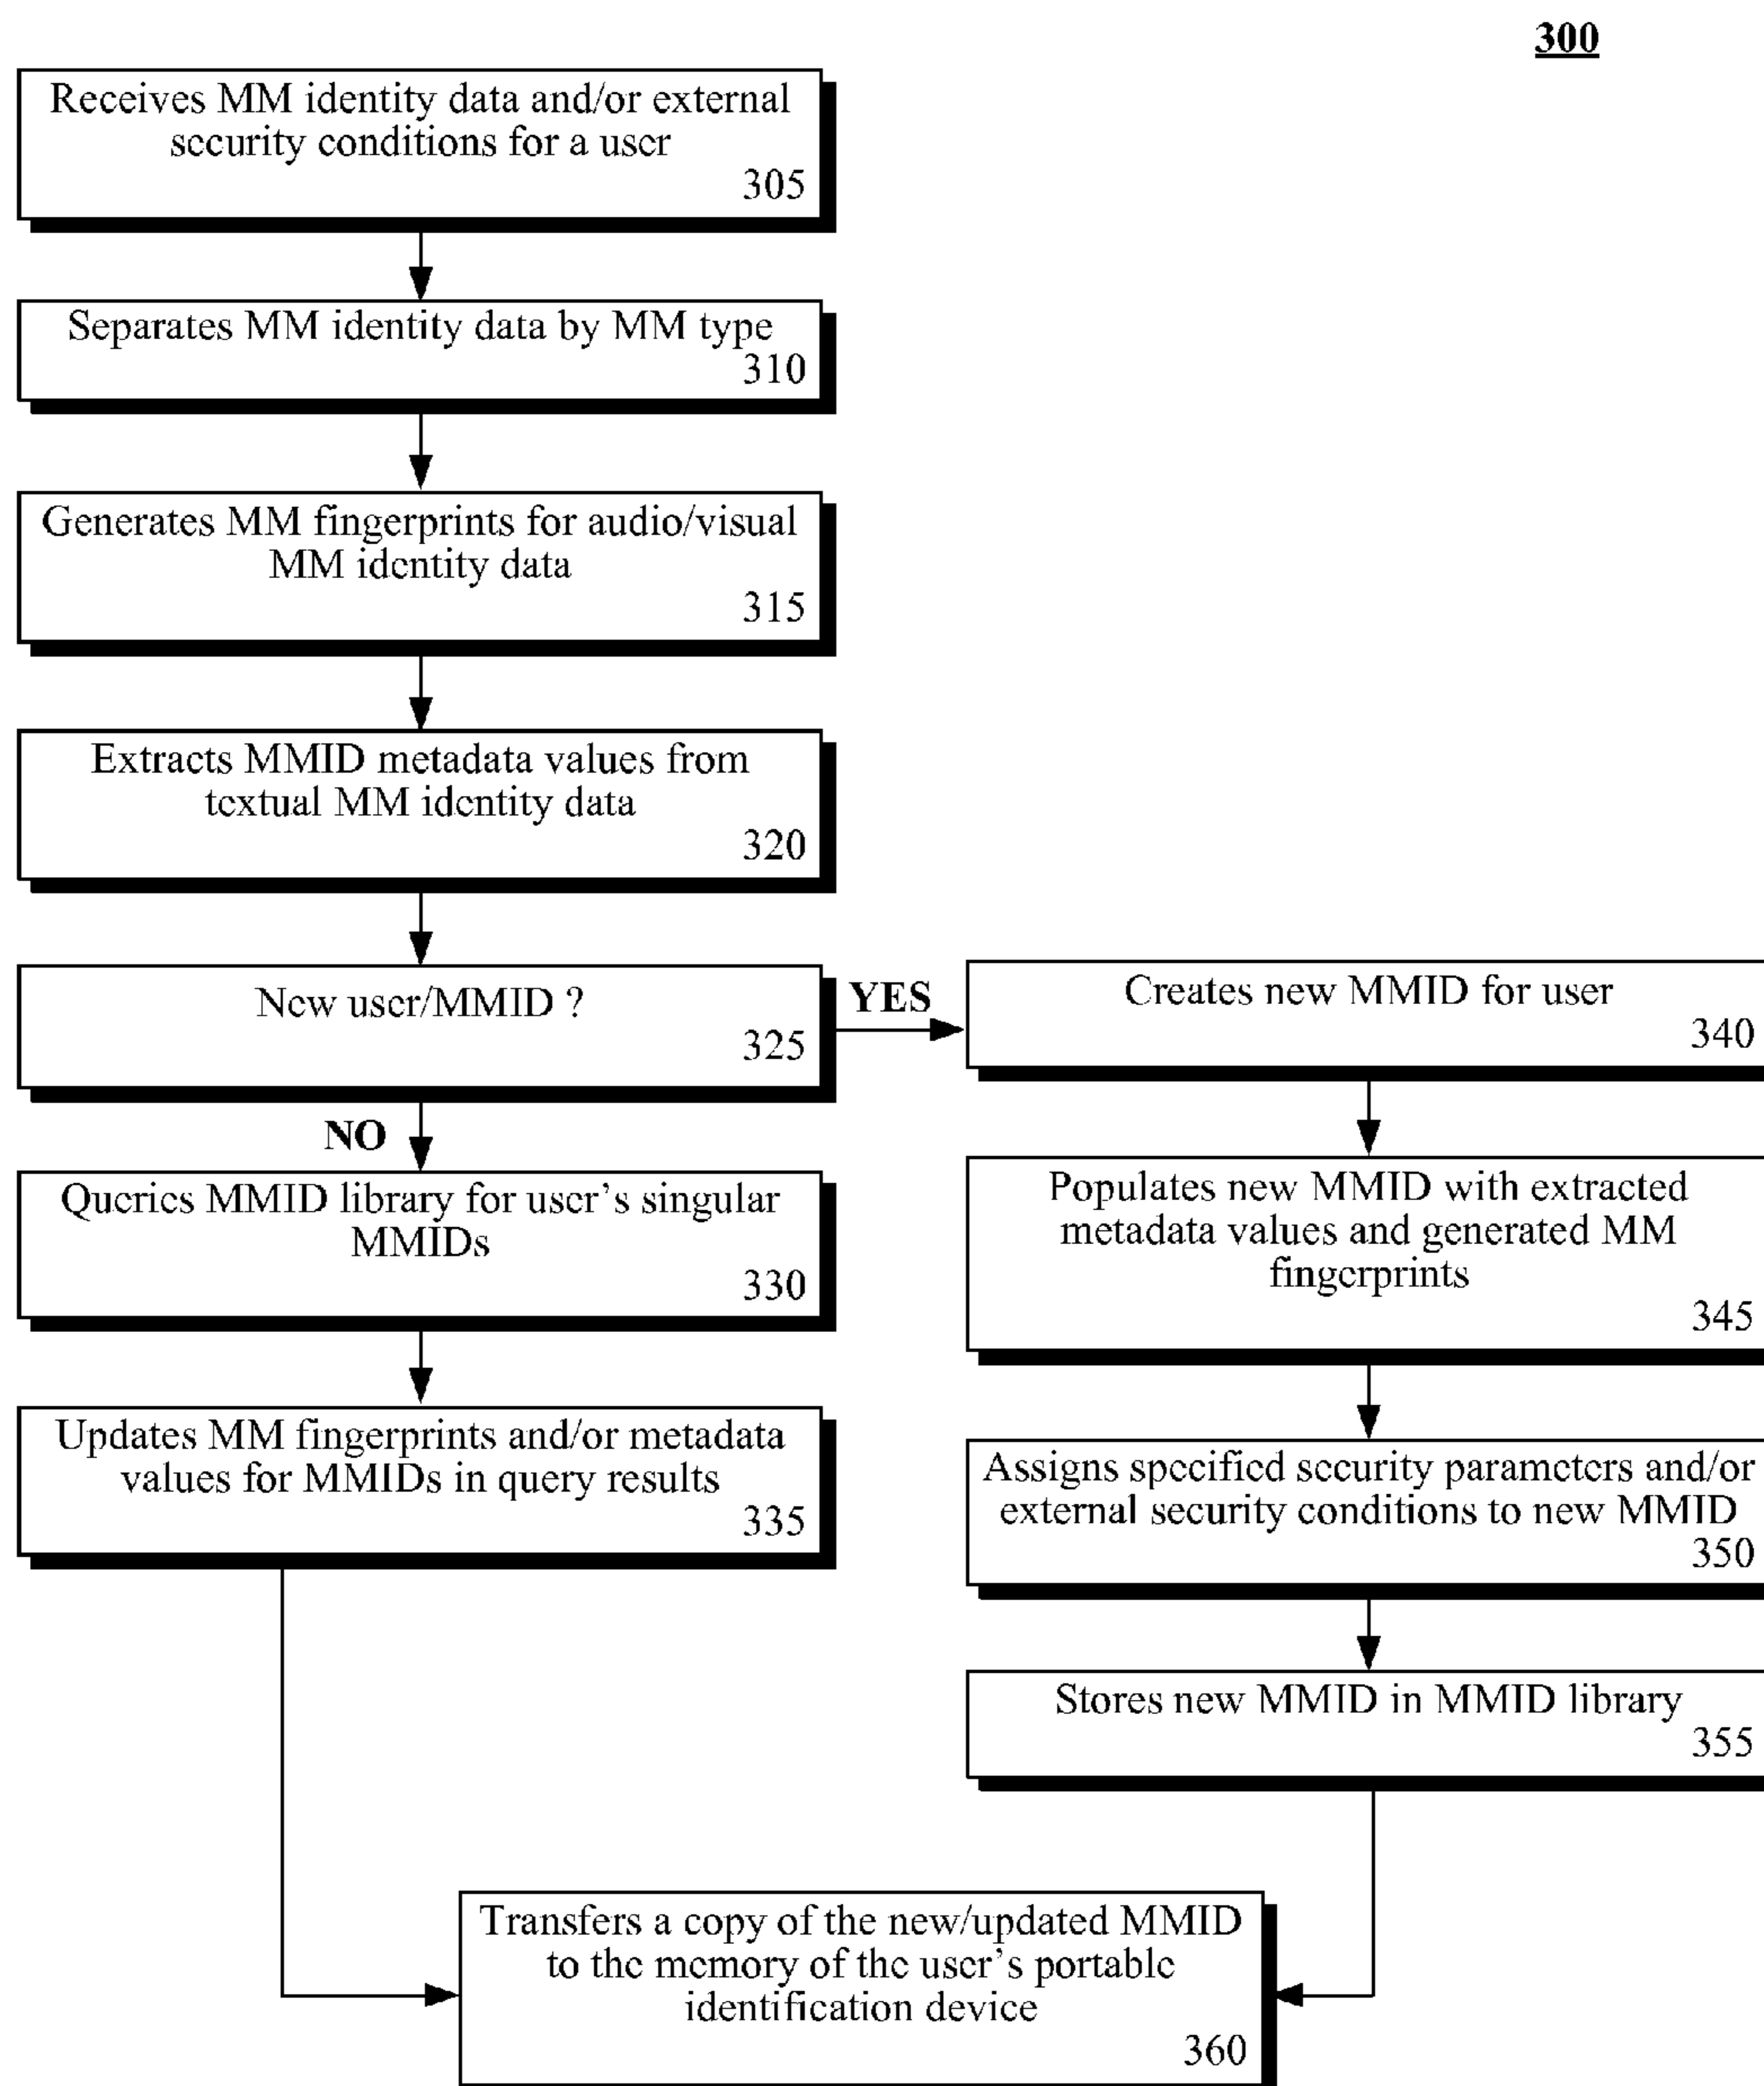 300
Receives MM identity data and/or external
security conditions for a user
305
Separates MM identity data by MM type
310
Generates MM fingerprints for audio/visual
MM identity data
315
Extracts MMID metadata values from
textual MM identity data
320
New user/MMID ?
325
YES
NO
Queries MMID library for user's singular
MMIDs
330
Updates MM fingerprints and/or metadata
values for MMIDs in query results
335
Creates new MMID for user
340
Populates new MMID with extracted
metadata values and generated MM
fingerprints
345
Assigns specified security parameters and/or
external security conditions to new MMID
350
Stores new MMID in MMID library
355
Transfers a copy of the new/updated MMID
to the memory of the user's portable
identification device
360